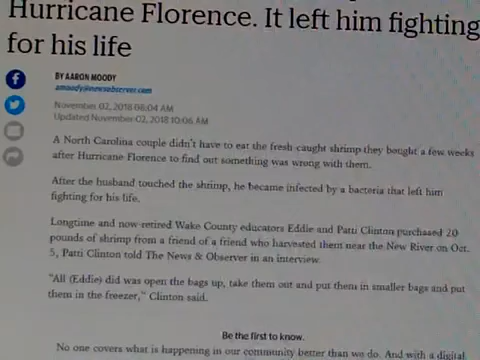 Hurricane Florence. It left him fighting
for his life
BY AARON MOODY
amoody@newsobserver.com
November 02, 2018 06:04 AM
Updated November 02, 2018 10:06 AM
A North Carolina couple didn't have to eat the fresh-caught shrimp they bought a few weeks
after Hurricane Florence to find out something was wrong with them.
After the husband touched the shrimp, he became infected by a bacteria that left him
fighting for his life.
Longtime and now-retired Wake County educators Eddie and Patti Clinton purchased 20
pounds of shrimp from a friend of a friend who harvested them near the New River on Oct.
5, Patti Clinton told The News & Observer in an interview.
"All (Eddie) did was open the bags up, take them out and put them in smaller bags and put
them in the freezer," Clinton said.
Be the first to know.
No one covers what is happening in our community better than we do. And with a digital